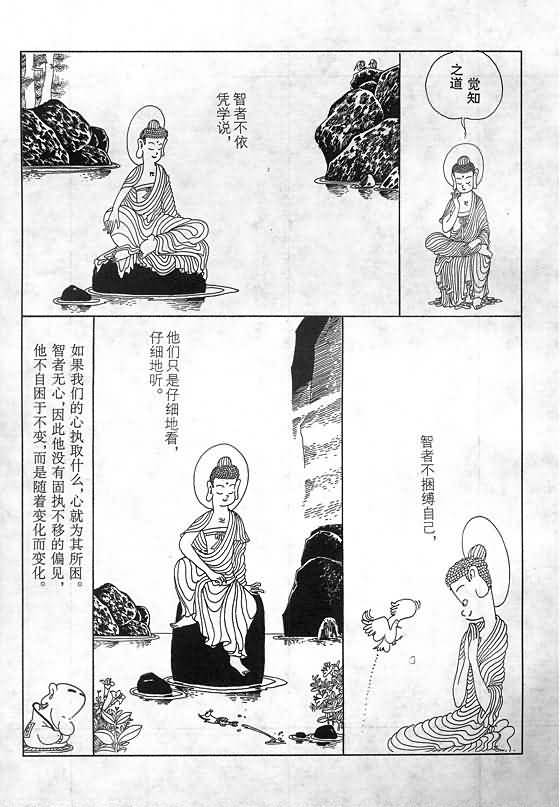 觉知
之道
智者不依
凭学说，
智者不捆缚自己，
他们只是仔细地看，
仔细地听。
如果我们的心执取什么，心就为其所困。
智者无心，因此他没有固执不移的偏见，
他不自困于不变，而是随着变化而变化。